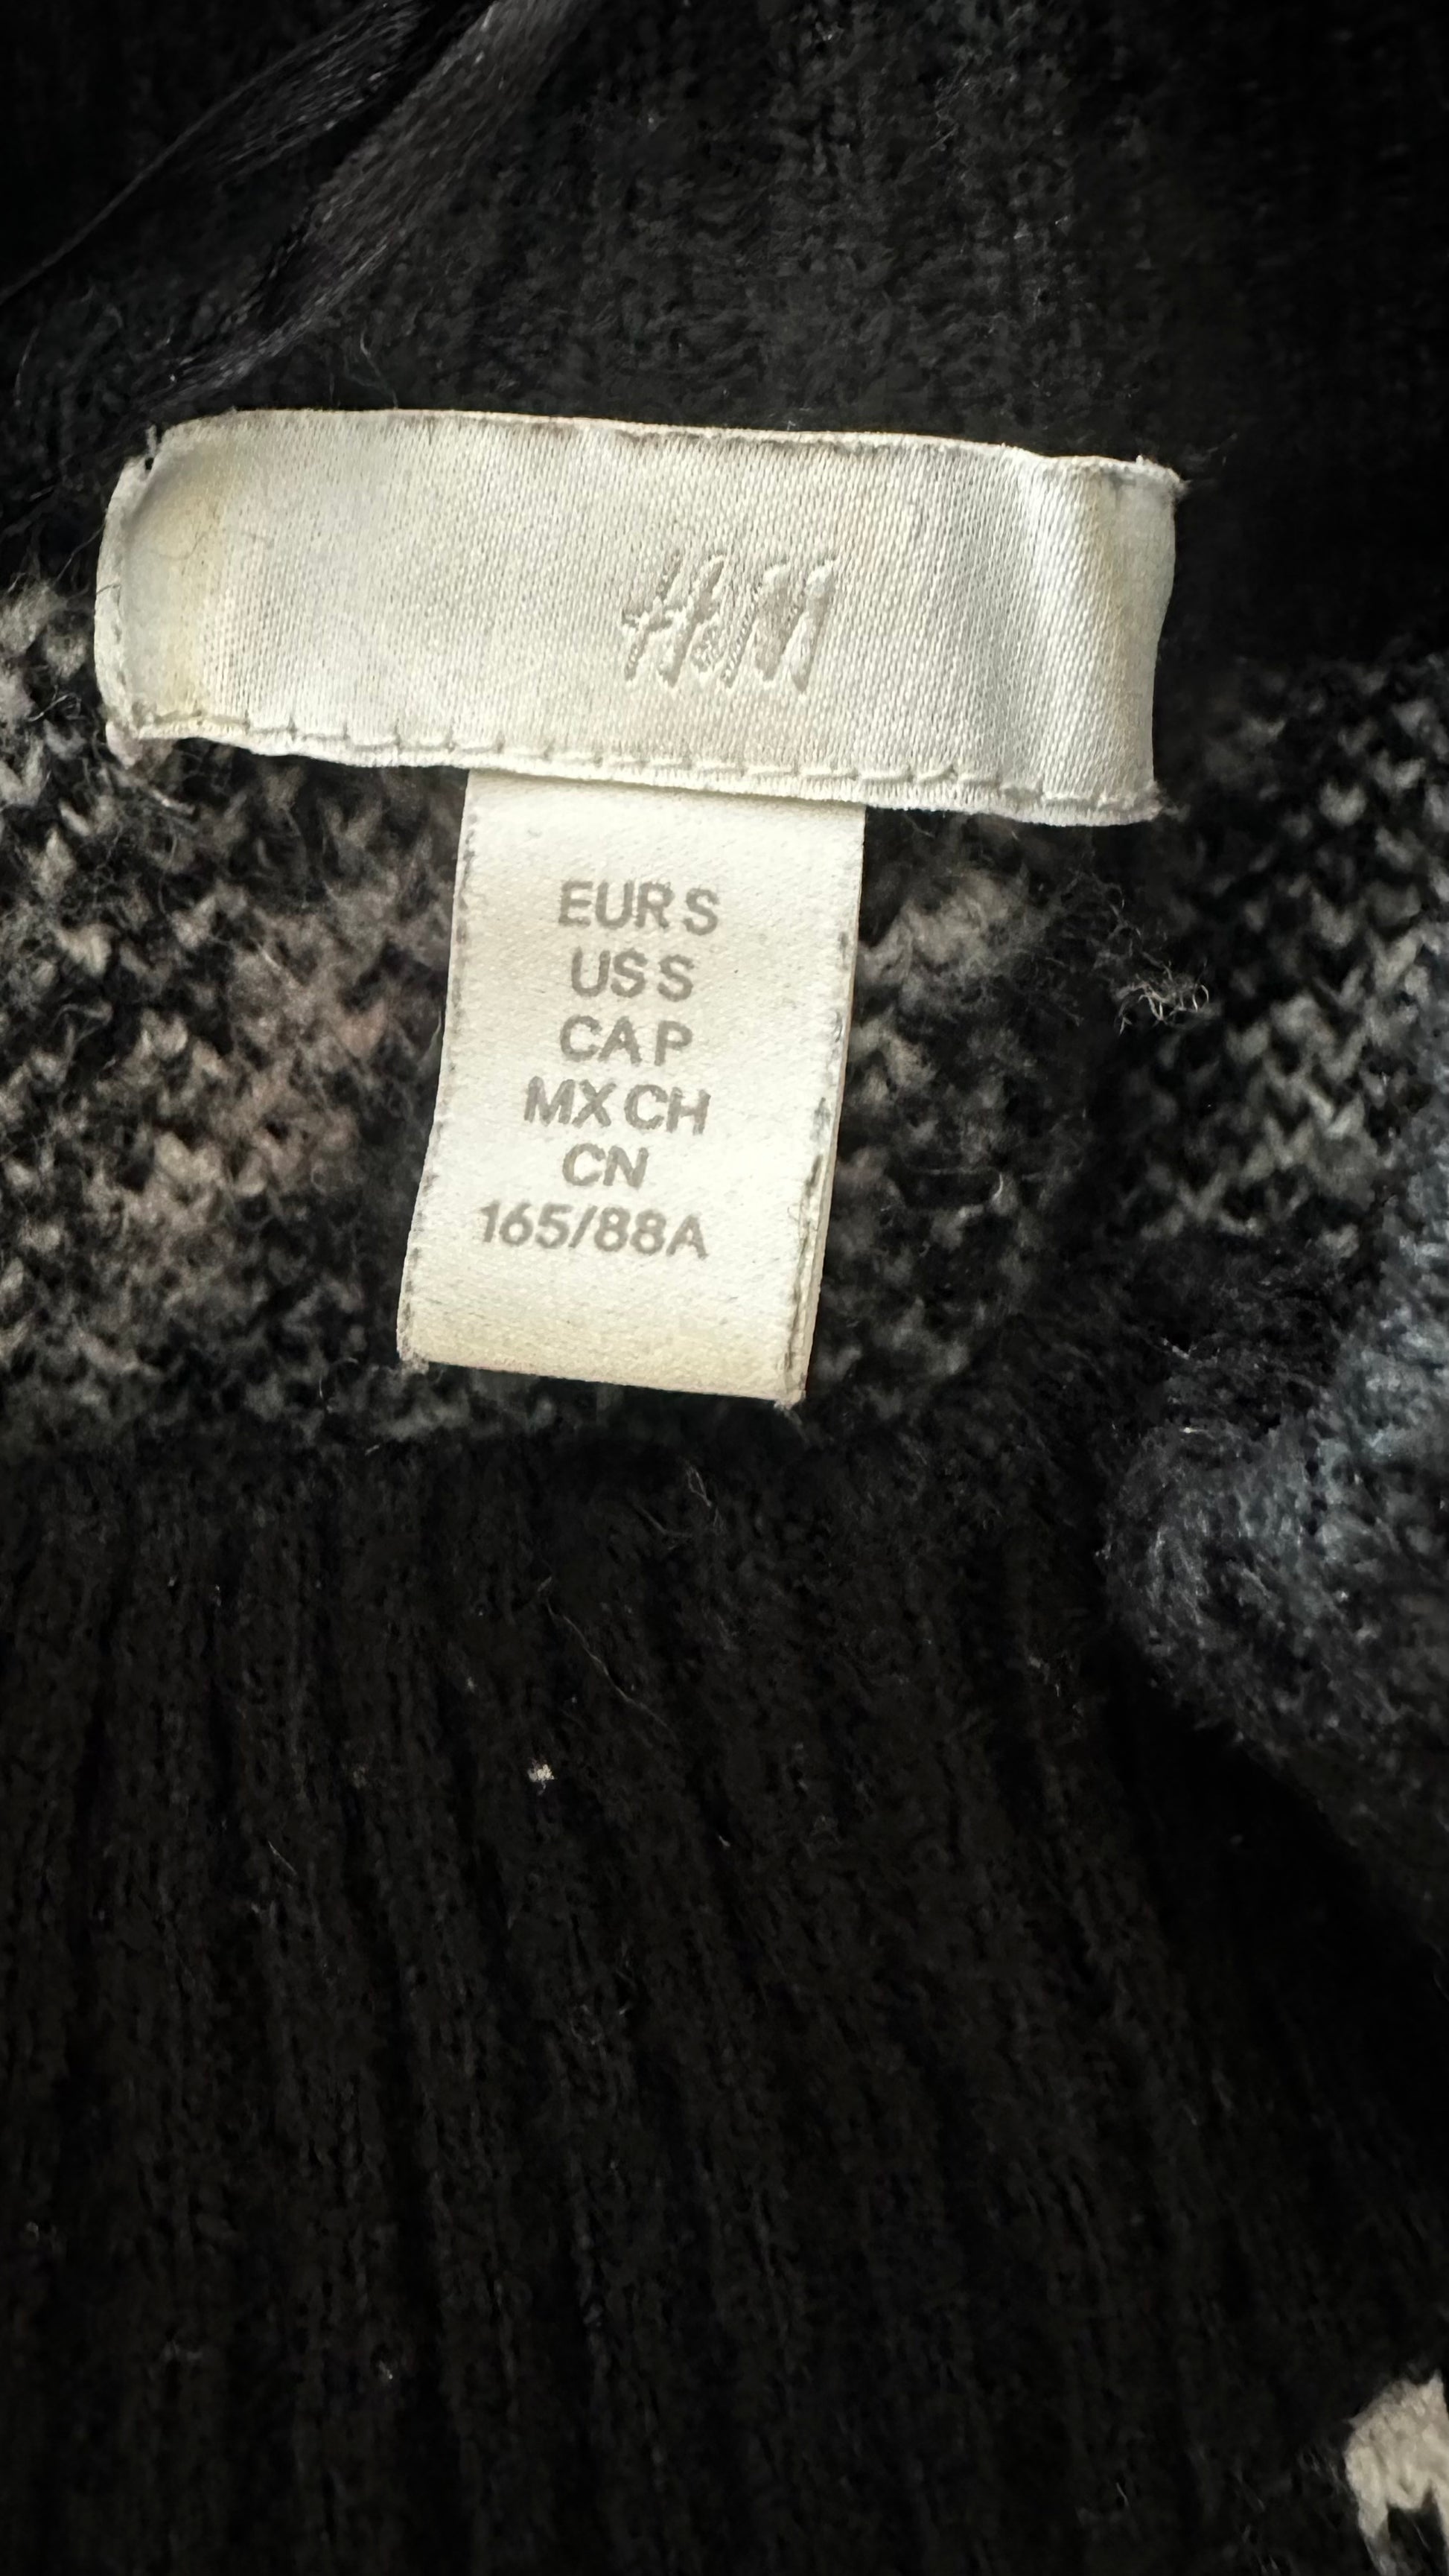 H&M
EUR S
US S
CA P
MX CH
CN
165/88A